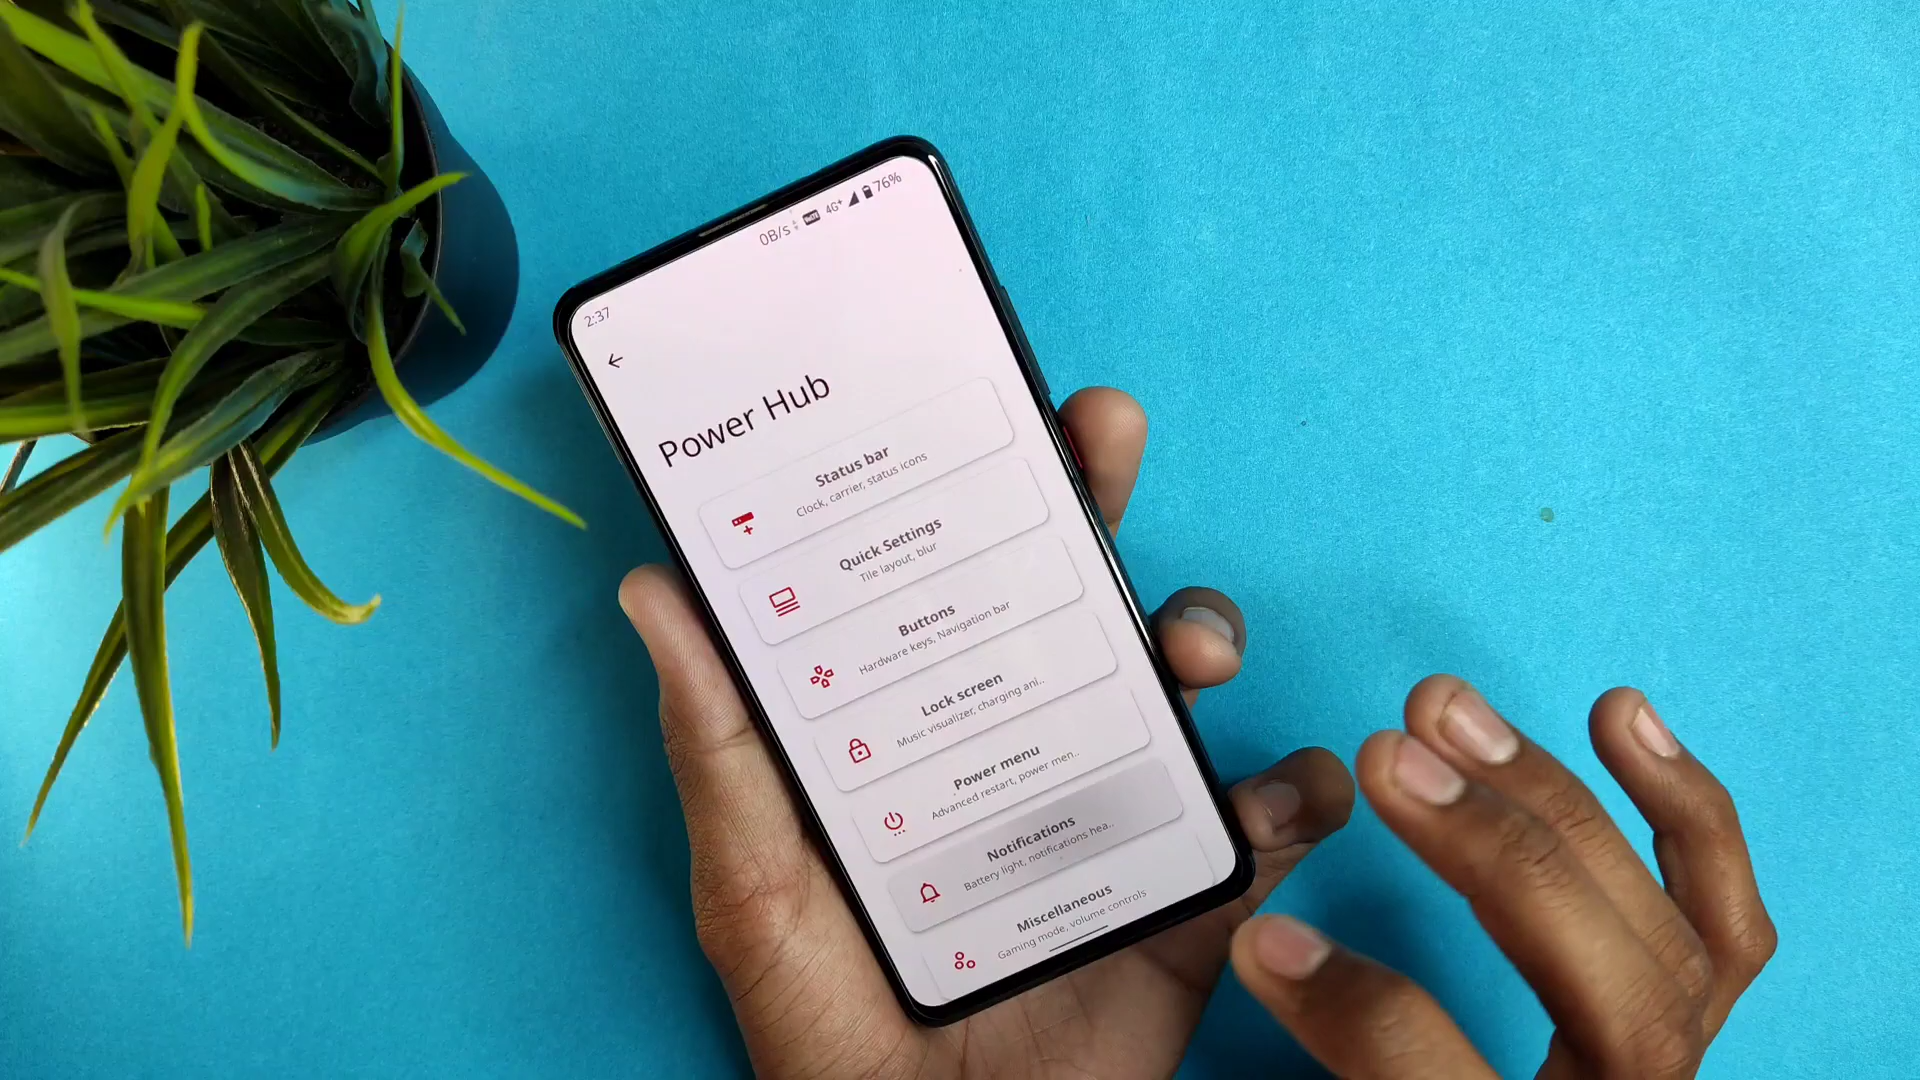 2:37
0B/s 4G+ 76%
Power Hub
Status bar
Clock, carrier, status icons
Quick Settings
Tile layout, blur
Buttons
Hardware keys, Navigation bar
Lock screen
Music visualizer, charging ani..
Power menu
Advanced restart, power men..
Notifications
Battery light, notifications hea..
Miscellaneous
Gaming mode, volume controls